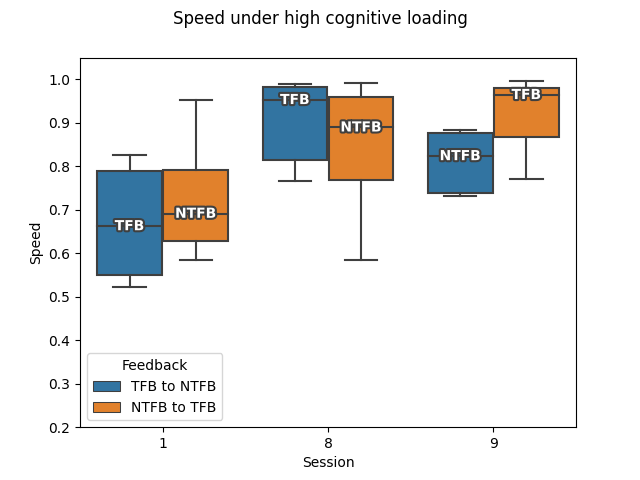 Speed under high cognitive loading
Speed
1.0
0.9
0.8
0.7
0.6
0.5
0.4
0.3
0.2
TFB
NTFB
TFB
NTFB
NTFB
TFB
Feedback
TFB to NTFB
NTFB to TFB
1
8
9
Session